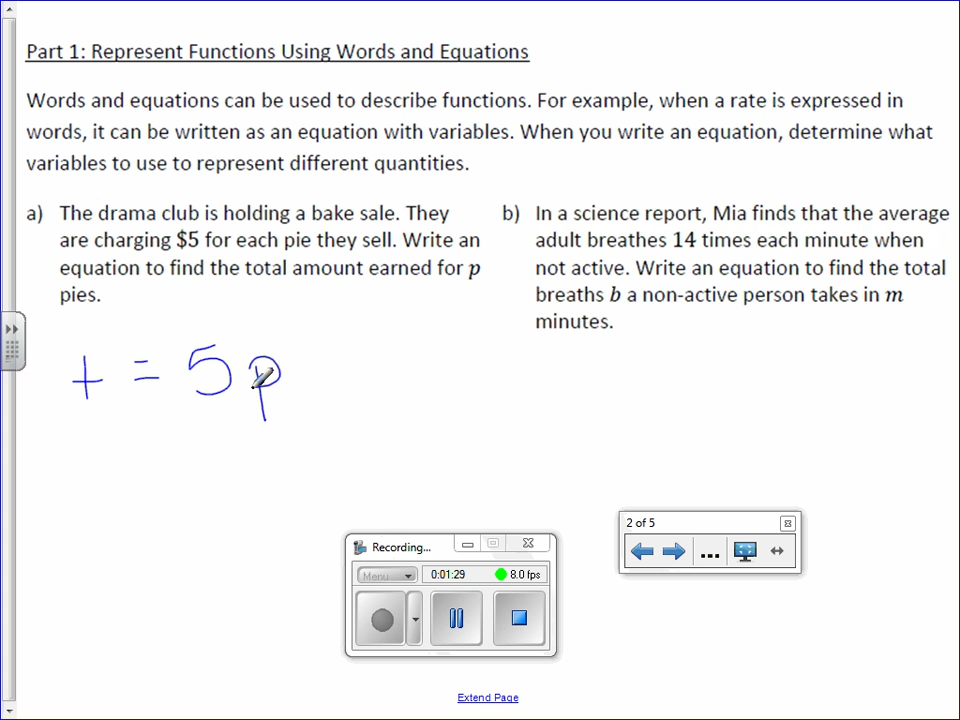 Part 1: Represent Functions Using Words and Equations
Words and equations can be used to describe functions. For example, when a rate is expressed in
words, it can be written as an equation with variables. When you write an equation, determine what
variables to use to represent different quantities.
a) The drama club is holding a bake sale. They
are charging $5 for each pie they sell. Write an
equation to find the total amount earned for p
pies.
b) In a science report, Mia finds that the average
adult breathes 14 times each minute when
not active. Write an equation to find the total
breaths b a non-active person takes in m
minutes.
t = 5p
2 of 5
Recording...
Menu
0:01:29
8.0 fps
Extend Page